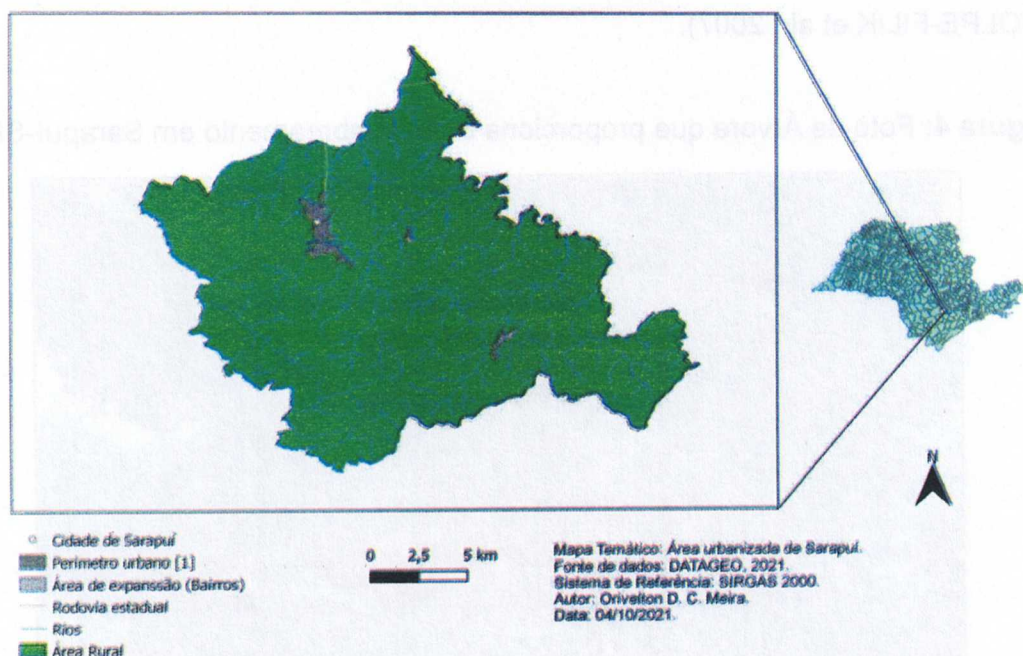 N
Cidade de Sarapuí
Perímetro urbano [1]
Área de expansão (Bairros)
Rodovia estadual
Rios
Área Rural
0 2,5 5 km
Mapa Temático: Área urbanizada de Sarapuí.
Fonte de dados: DATAGEO, 2021.
Sistema de Referência: SIRGAS 2000.
Autor: Orivelton D. C. Meira.
Data: 04/10/2021.